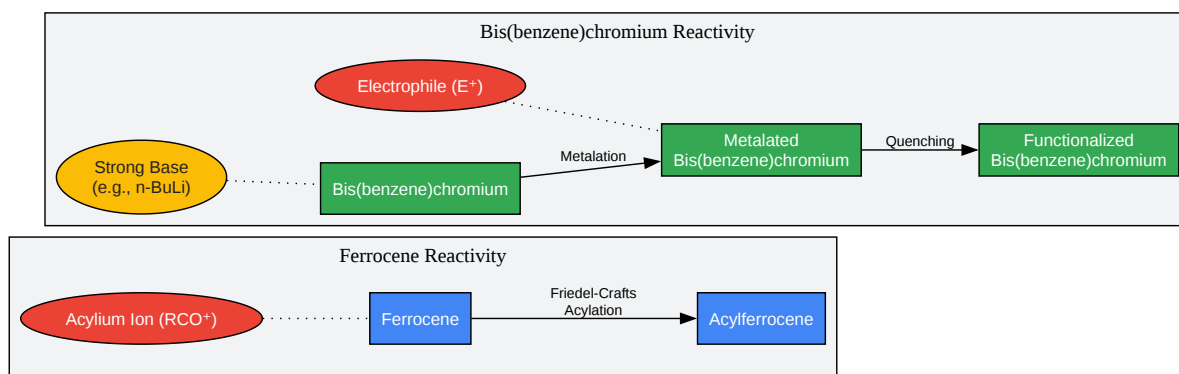 Bis(benzene)chromium Reactivity
Electrophile (E⁺)
Strong Base
(e.g., n-BuLi)
Bis(benzene)chromium
Metalation
Metalated
Bis(benzene)chromium
Quenching
Functionalized
Bis(benzene)chromium
Ferrocene Reactivity
Acylium Ion (RCO⁺)
Ferrocene
Friedel-Crafts
Acylation
Acylferrocene